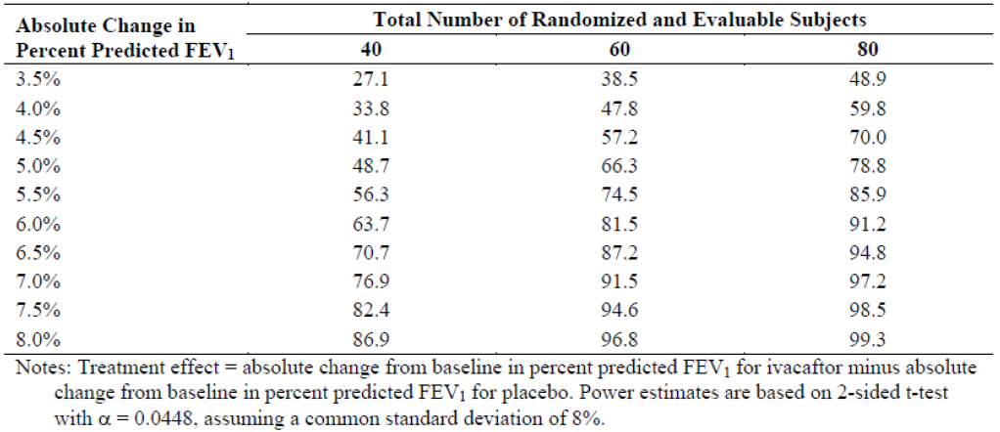 Absolute Change in Percent Predicted FEV1 Total Number of Randomized and Evaluable Subjects
40 60 80
3.5% 27.1 38.5 48.9
4.0% 33.8 47.8 59.8
4.5% 41.1 57.2 70.0
5.0% 48.7 66.3 78.8
5.5% 56.3 74.5 85.9
6.0% 63.7 81.5 91.2
6.5% 70.7 87.2 94.8
7.0% 76.9 91.5 97.2
7.5% 82.4 94.6 98.5
8.0% 86.9 96.8 99.3
Notes: Treatment effect = absolute change from baseline in percent predicted FEV1 for ivacaftor minus absolute
change from baseline in percent predicted FEV1 for placebo. Power estimates are based on 2-sided t-test
with α = 0.0448, assuming a common standard deviation of 8%.